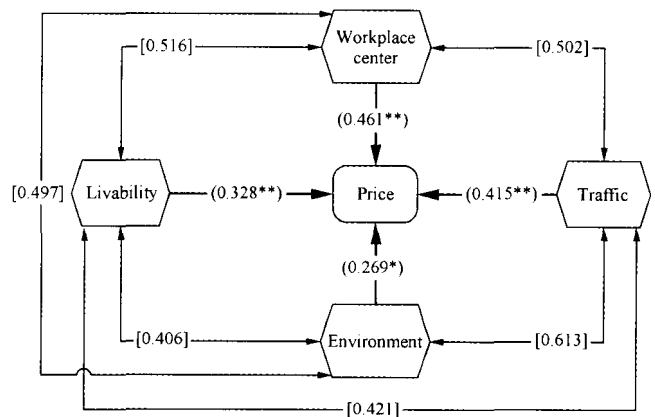 Workplace
center
[0.516]
[0.502]
(0.461**)
[0.497]
Livability
(0.328**)
Price
(0.415**)
Traffic
(0.269*)
[0.406]
Environment
[0.613]
[0.421]